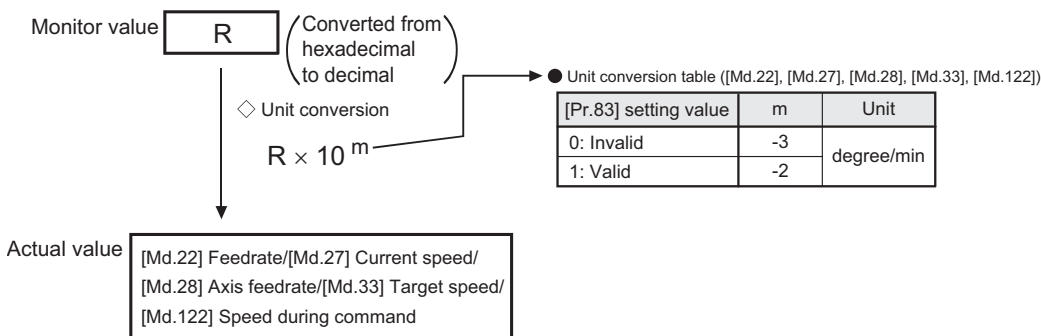 Monitor value
R
(Converted from
hexadecimal
to decimal)
◇ Unit conversion
R × 10 m
● Unit conversion table ([Md.22], [Md.27], [Md.28], [Md.33], [Md.122])
[Pr.83] setting value m Unit
0: Invalid -3 degree/min
1: Valid -2
Actual value
[Md.22] Feedrate/[Md.27] Current speed/
[Md.28] Axis feedrate/[Md.33] Target speed/
[Md.122] Speed during command